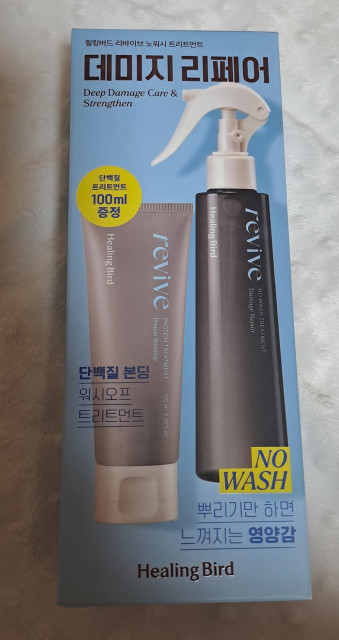 힐링버드 리바이브 노워시 트리트먼트
데미지 리페어
Deep Damage Care &
Strengthen
단백질
트리트먼트
100ml
증정
revive
Healing Bird
PROTEIN TREATMENT
Protein Bonding
revive
Healing Bird
NO WASH TREATMENT
Damage Repair
단백질 본딩
워시오프
트리트먼트
NO
WASH
뿌리기만 하면
느껴지는 영양감
Healing Bird